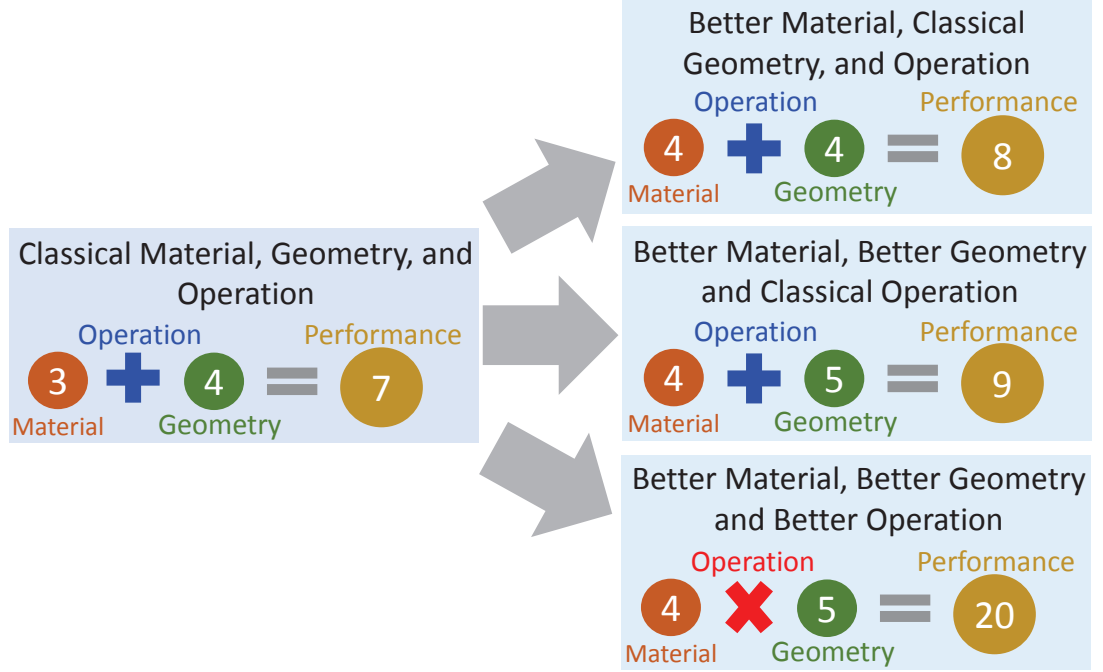 Classical Material, Geometry, and
Operation
Operation Performance
3 + 4 = 7
Material Geometry
Better Material, Classical
Geometry, and Operation
Operation Performance
4 + 4 = 8
Material Geometry
Better Material, Better Geometry
and Classical Operation
Operation Performance
4 + 5 = 9
Material Geometry
Better Material, Better Geometry
and Better Operation
Operation Performance
4 × 5 = 20
Material Geometry